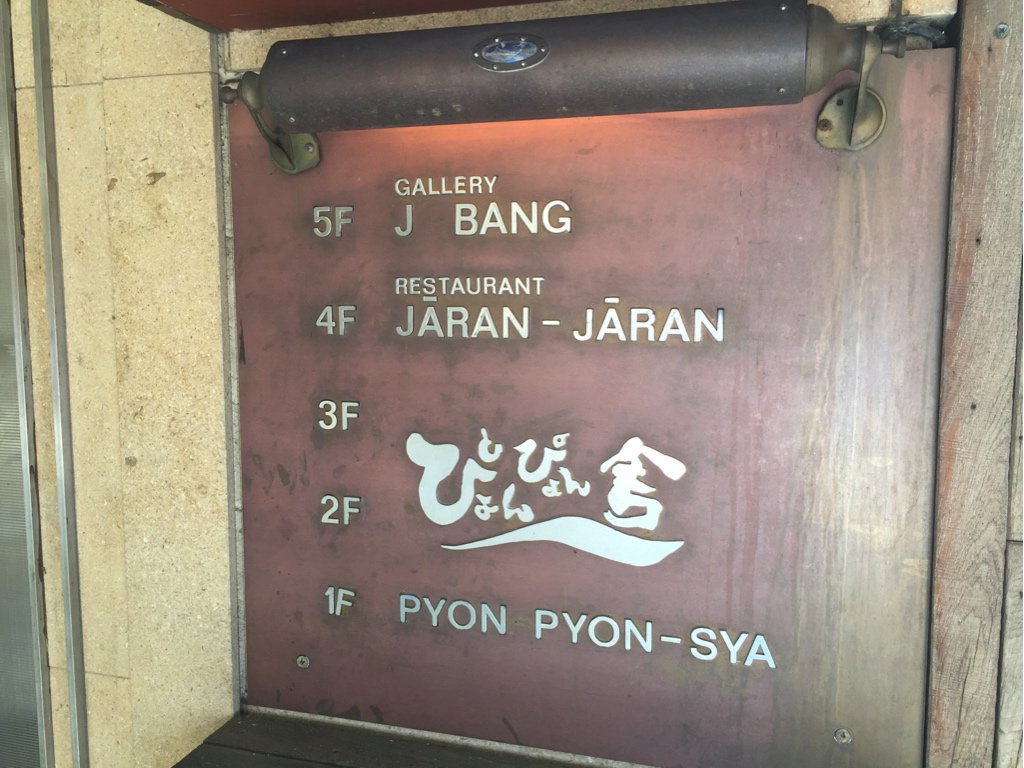 GALLERY
5F J BANG
RESTAURANT
4F JĀRAN - JĀRAN
3F
ぴょんぴょん舎
2F
1F PYON PYON-SYA